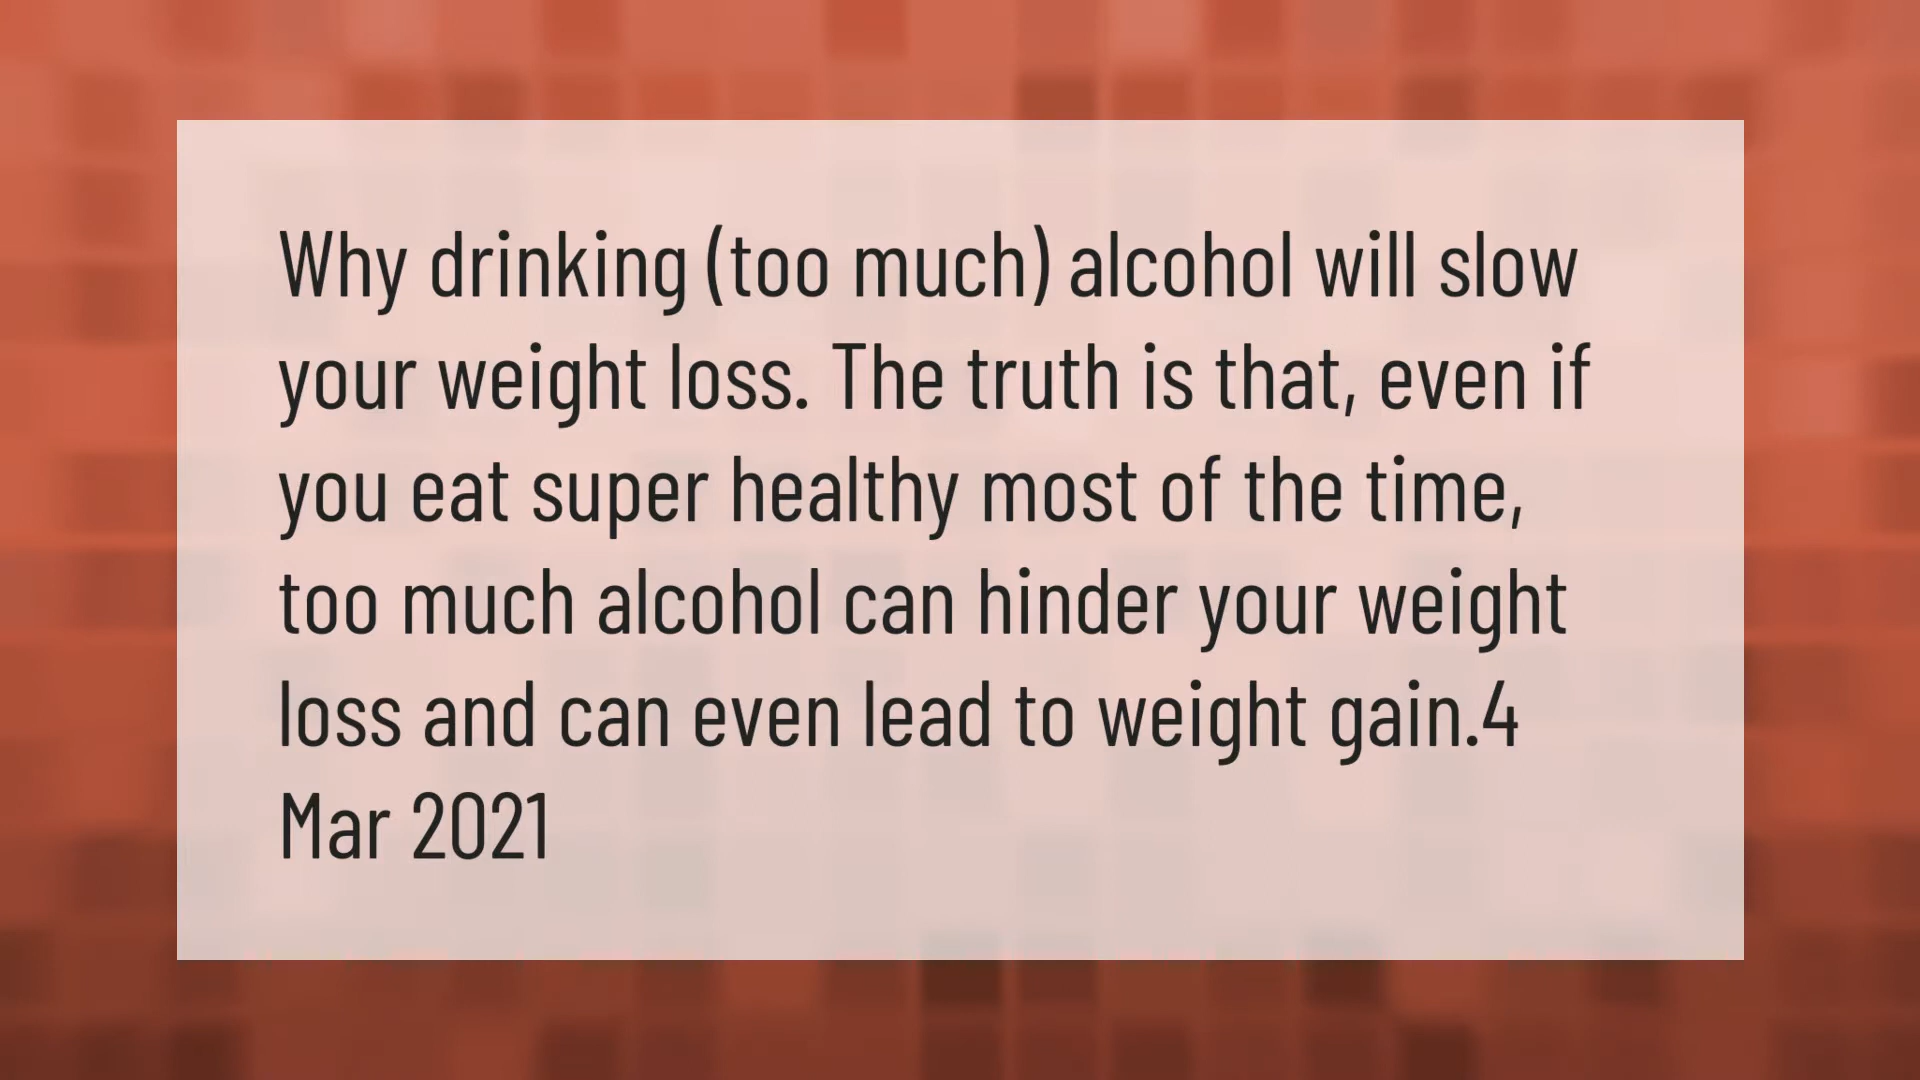 Why drinking (too much) alcohol will slow
your weight loss. The truth is that, even if
you eat super healthy most of the time,
too much alcohol can hinder your weight
loss and can even lead to weight gain.4
Mar 2021